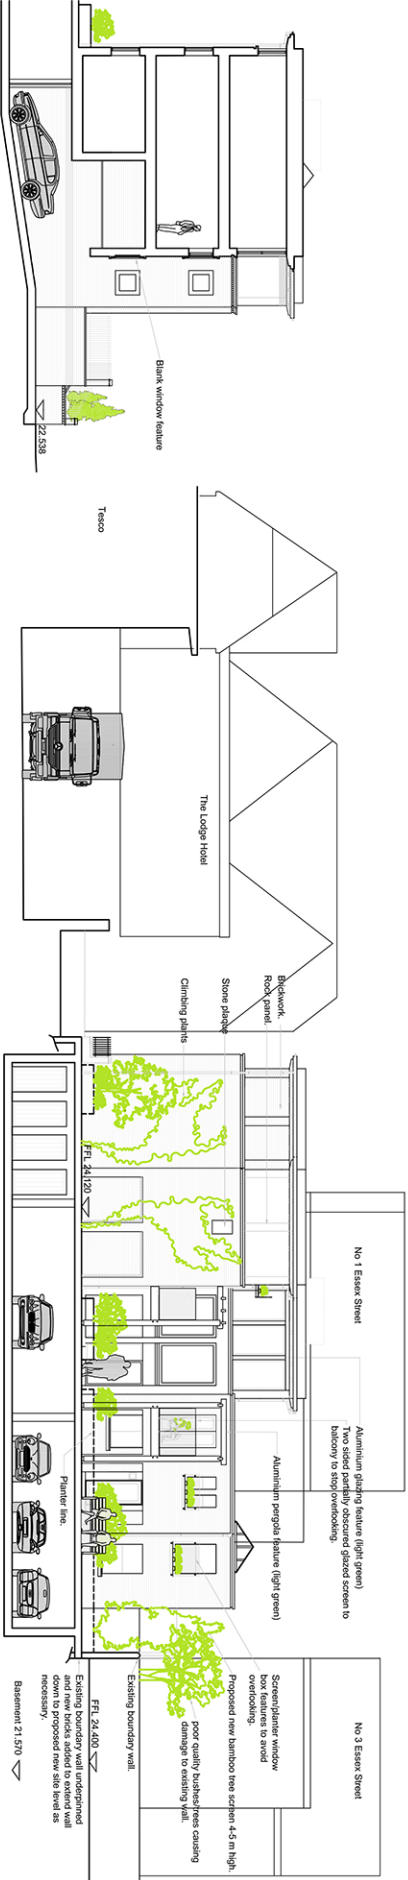 Blank window feature
22.538
Tesco
The Lodge Hotel
Brickwork.
Rock panel.
Stone plaque
Climbing plants
FFL 24.120
No 1 Essex Street
Aluminium glazing feature (light green)
Two sided partially obscured glazed screen to
balcony to stop overlooking.
Aluminium pergola feature (light green)
Planter line.
Screen/planter window
box features to avoid
overlooking.
Proposed new bamboo tree screen 4-5 m high.
poor quality bushes/trees causing
damage to existing wall.
Existing boundary wall.
FFL 24.400
Existing boundary wall underpinned
and new bricks added to extend wall
down to proposed new site level as
necessary.
Basement 21.570
No 3 Essex Street